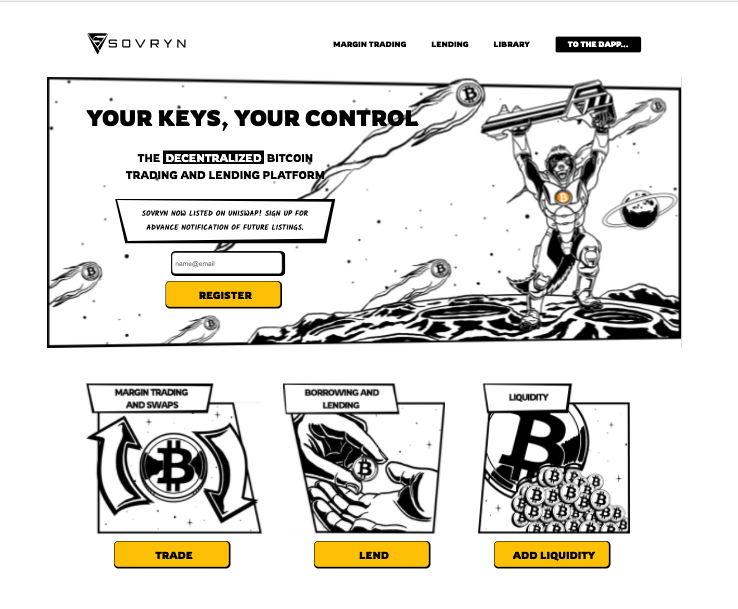 SOVRYN
MARGIN TRADING
LENDING
LIBRARY
TO THE DAPP...
YOUR KEYS, YOUR CONTROL
THE DECENTRALIZED BITCOIN
TRADING AND LENDING PLATFORM
SOVRYN NOW LISTED ON UNISWAP! SIGN UP FOR
ADVANCE NOTIFICATION OF FUTURE LISTINGS.
name@email
REGISTER
MARGIN TRADING
AND SWAPS
BORROWING AND
LENDING
LIQUIDITY
TRADE
LEND
ADD LIQUIDITY